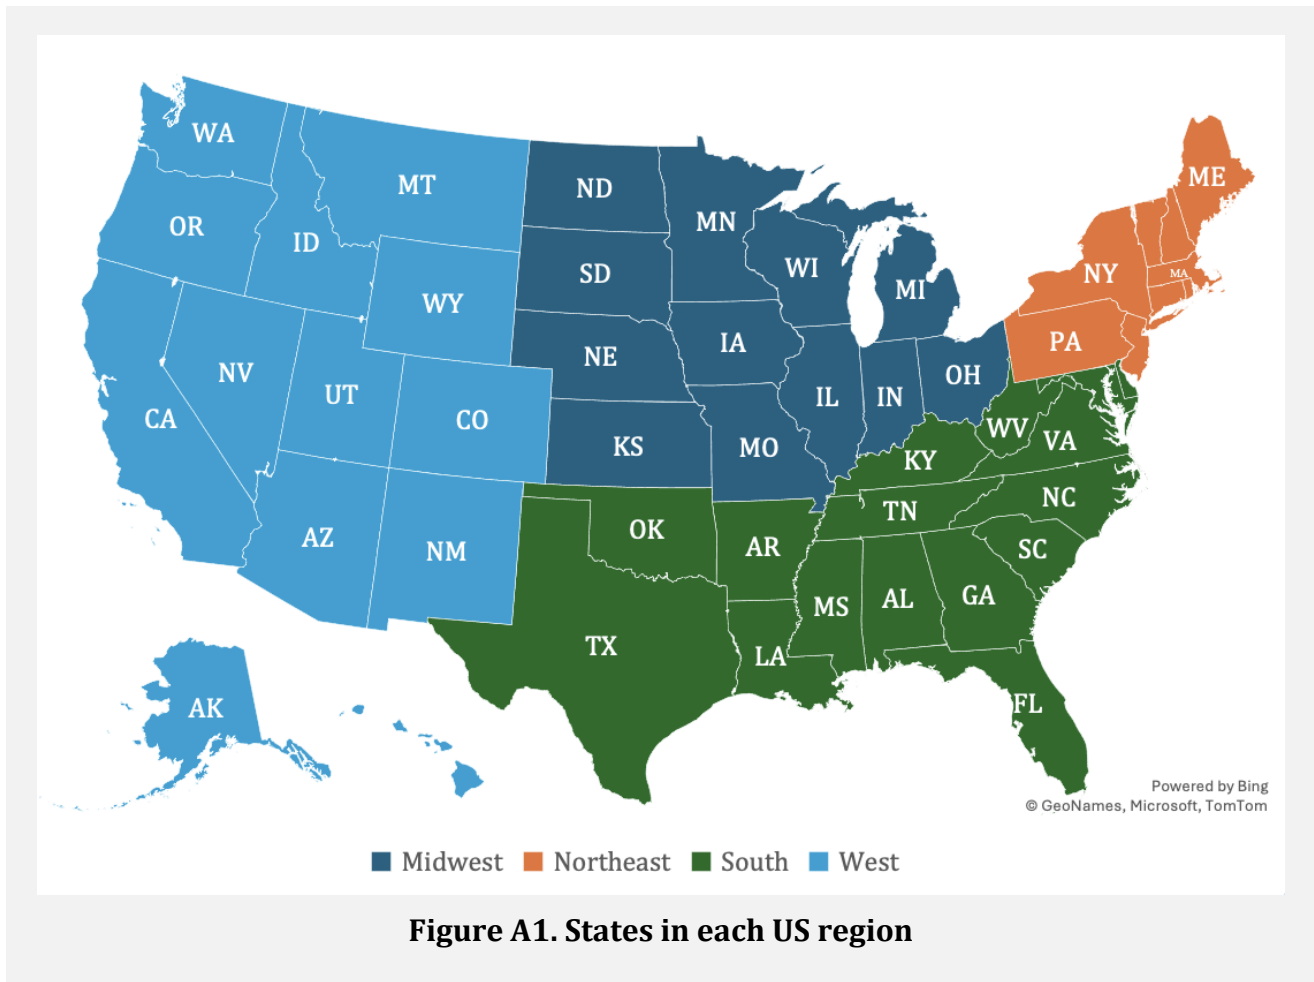 WA
MT
ND
MN
ME
OR
ID
SD
WI
MI
NY
MA
WY
NE
IA
PA
NV
UT
CO
IL
IN
OH
CA
KS
MO
WV
VA
KY
AZ
NM
OK
AR
TN
NC
SC
MS
AL
GA
TX
LA
FL
AK
Powered by Bing
© GeoNames, Microsoft, TomTom
Midwest Northeast South West
Figure A1. States in each US region